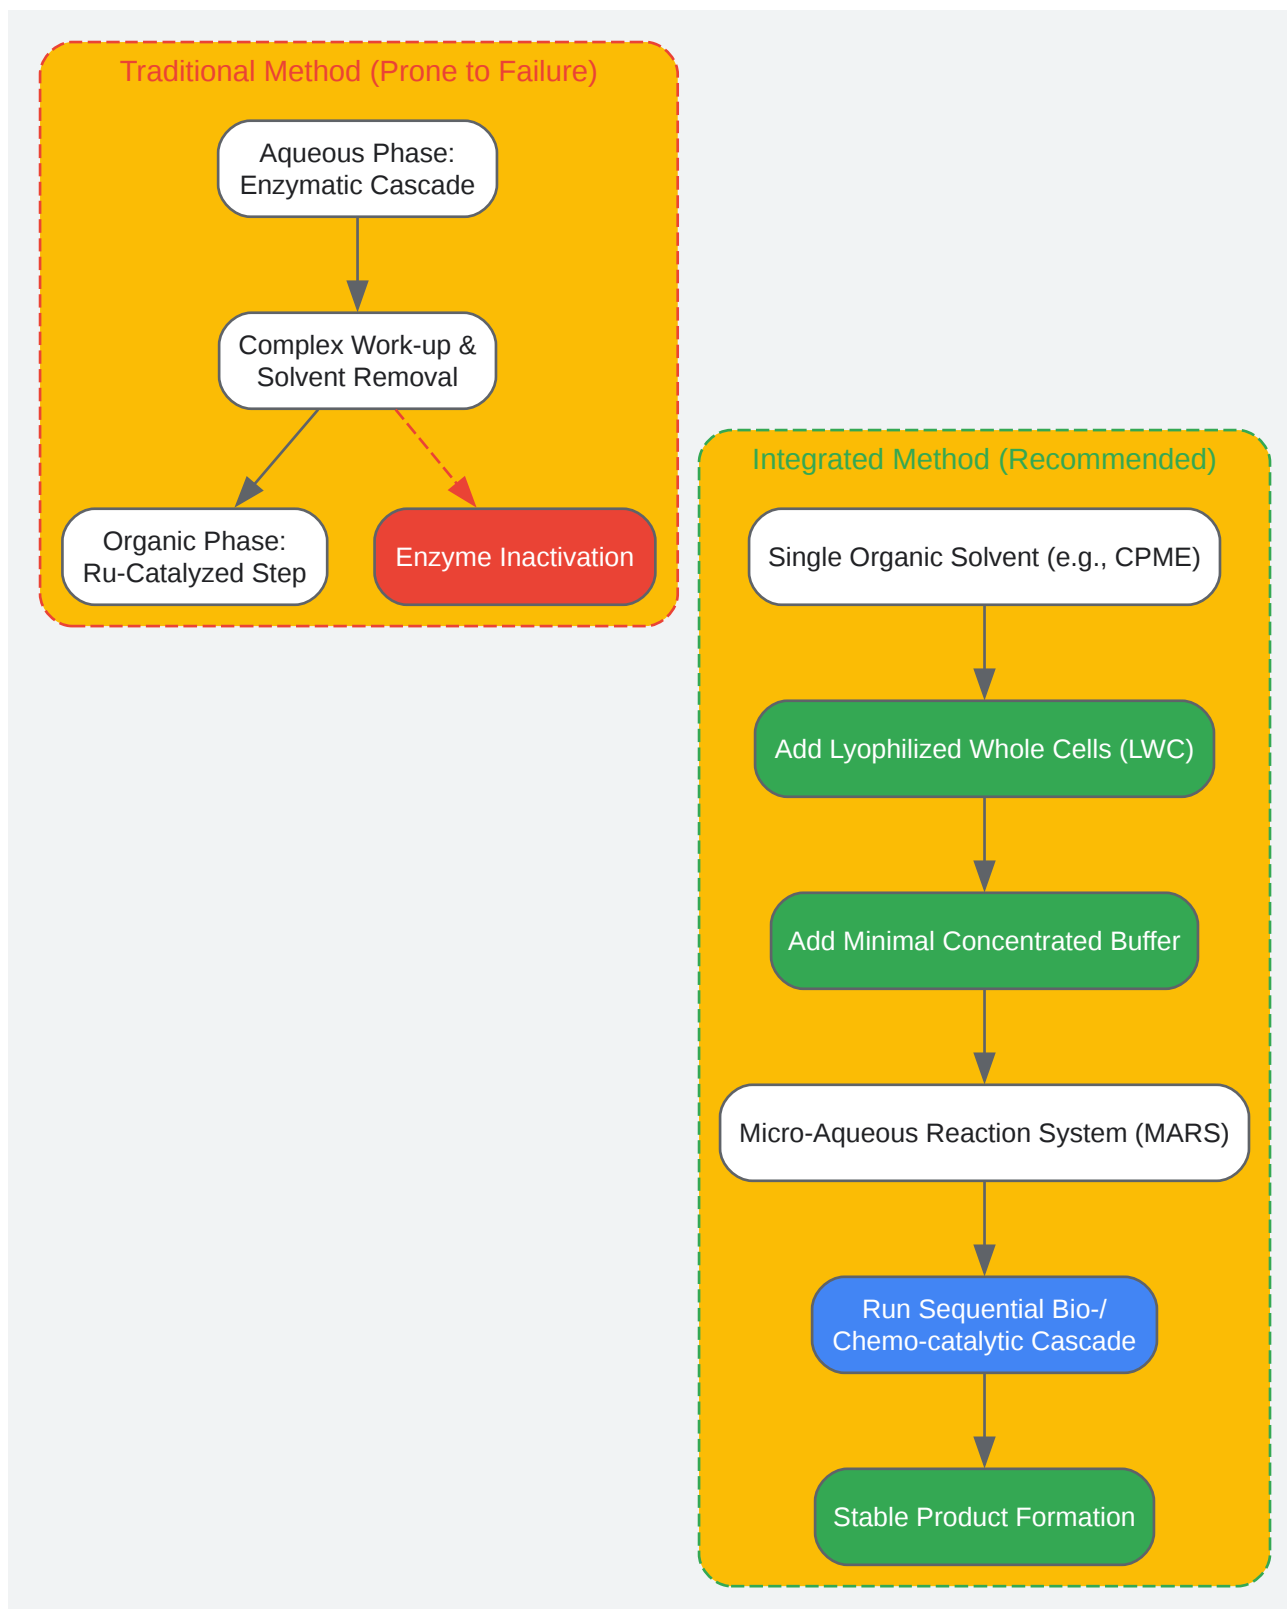 Traditional Method (Prone to Failure)
Aqueous Phase:
Enzymatic Cascade
Complex Work-up &
Solvent Removal
Organic Phase:
Ru-Catalyzed Step
Enzyme Inactivation
Integrated Method (Recommended)
Single Organic Solvent (e.g., CPME)
Add Lyophilized Whole Cells (LWC)
Add Minimal Concentrated Buffer
Micro-Aqueous Reaction System (MARS)
Run Sequential Bio-/
Chemo-catalytic Cascade
Stable Product Formation